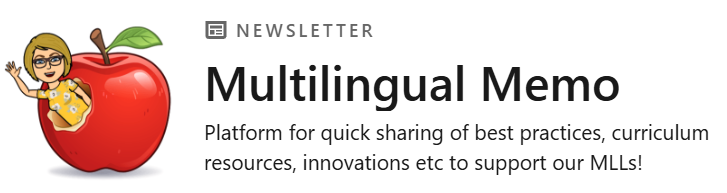 NEWSLETTER
Multilingual Memo
Platform for quick sharing of best practices, curriculum
resources, innovations etc to support our MLLs!